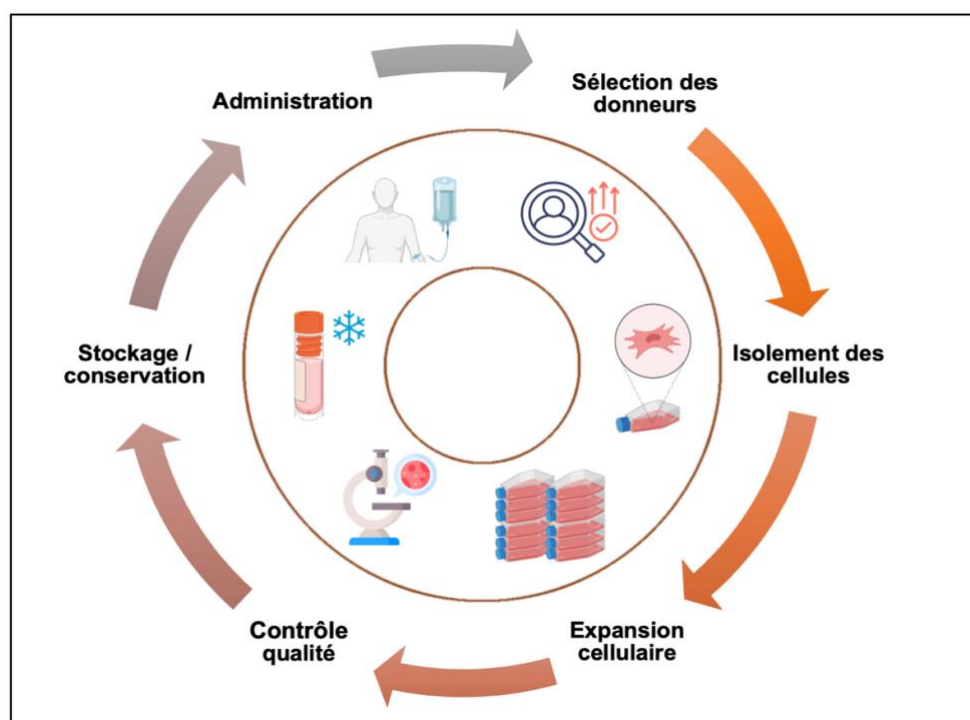 Administration
Sélection des
donneurs
Isolement des
cellules
Expansion
cellulaire
Contrôle
qualité
Stockage /
conservation